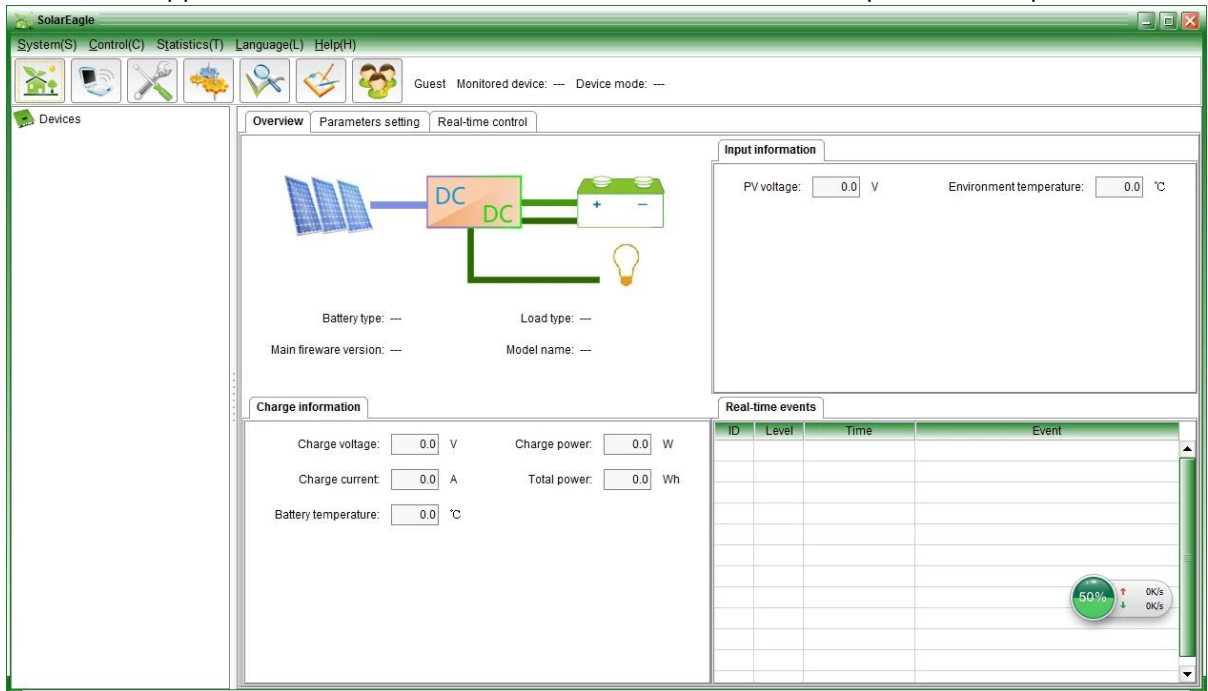 SolarEagle
System(S) Control(C) Statistics(T) Language(L) Help(H)
Guest Monitored device: --- Device mode: ---
Devices
Overview Parameters setting Real-time control
DC
DC
+ -
Battery type: --- Load type: ---
Main fireware version: --- Model name: ---
Input information
PV voltage: 0.0 V Environment temperature: 0.0 ℃
Charge information
Charge voltage: 0.0 V Charge power: 0.0 W
Charge current: 0.0 A Total power: 0.0 Wh
Battery temperature: 0.0 ℃
Real-time events
ID Level Time Event
50% ↑ 0K/s
↓ 0K/s